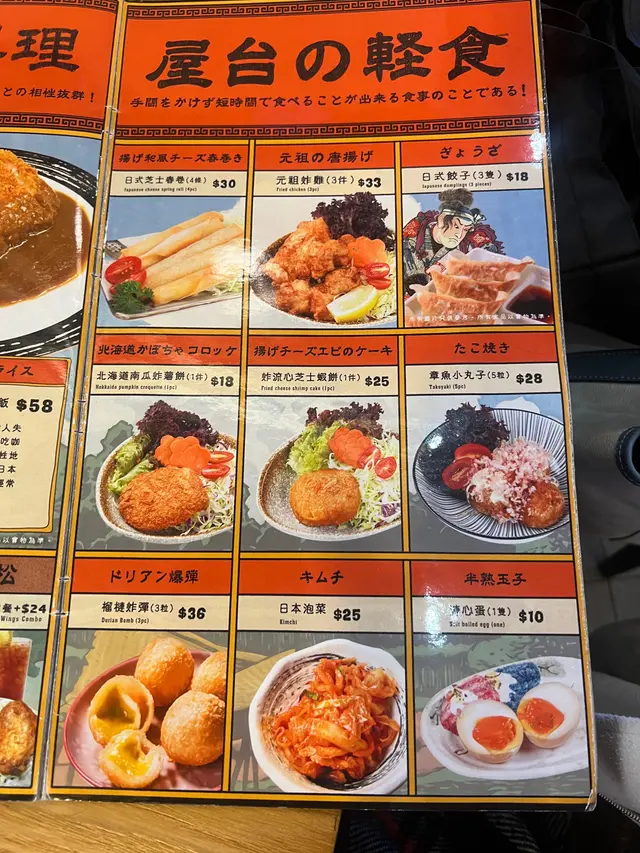 理
との相性抜群！
屋台の軽食
手間をかけず短時間で食べることが出来る食事のことである！
揚げ和風チーズ春巻き
日式芝士春卷(4條) $30
Japanese cheese spring roll (4pc)
元祖の唐揚げ
元祖炸雞(3件) $33
Fried chicken (3pc)
ぎょうざ
日式餃子(3隻) $18
Japanese dumplings (3 pieces)
北海道かぼちゃコロッケ
北海道南瓜炸薯餅(1件) $18
Hokkaido pumpkin croquette (1pc)
揚げチーズエビのケーキ
炸流心芝士蝦餅(1件) $25
Fried cheese shrimp cake (1pc)
たこ焼き
章魚小丸子(5粒) $28
Takoyaki (5pc)
ライス
飯 $58
人失
吃咖
性地
日本
經常
以實物為準。
ドリアン爆弾
榴槤炸彈(3粒) $36
Durian Bomb (3pc)
キムチ
日本泡菜 $25
Kimchi
半熟玉子
溏心蛋(1隻) $10
Soft boiled egg (one)
松
餐+$24
Wings Combo